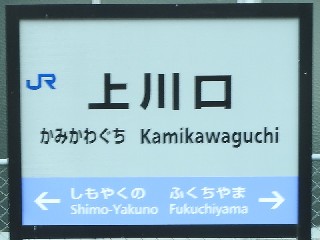 JR
上川口
かみかわぐち Kamikawaguchi
← しもやくの ふくちやま →
Shimo-Yakuno Fukuchiyama